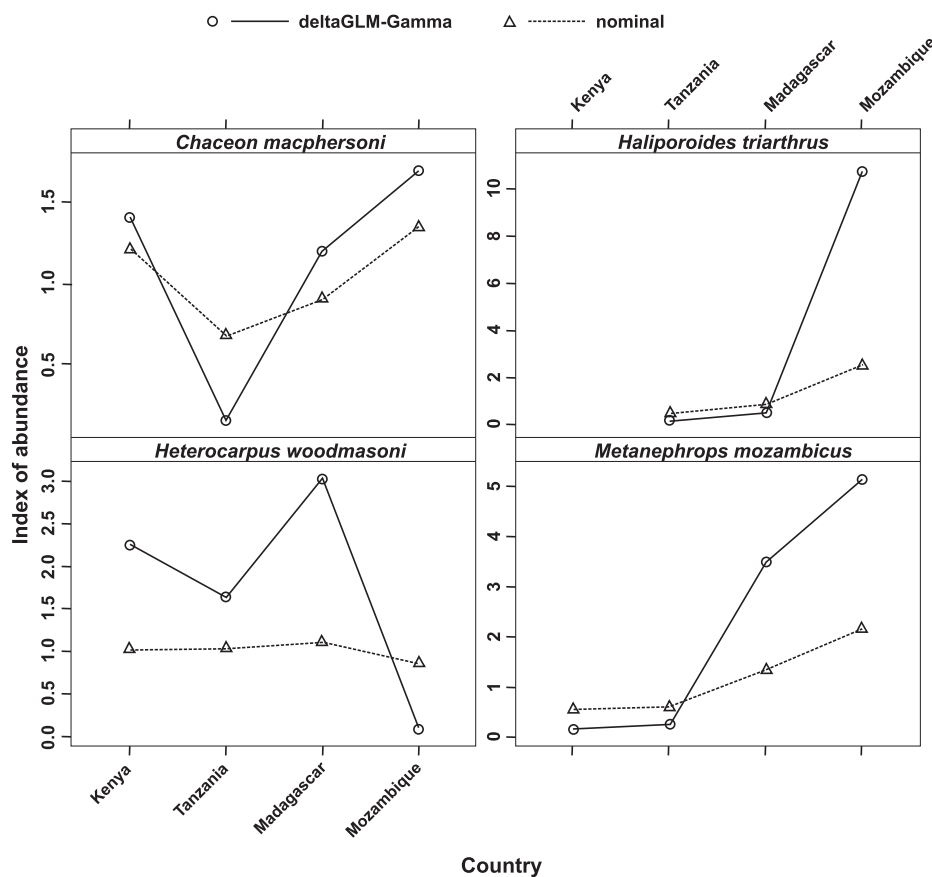 deltaGLM-Gamma nominal
Kenya Tanzania Madagascar Mozambique
Chaceon macphersoni
1.5
1.0
0.5
Haliporoides triarthrus
10
8
6
4
2
0
Index of abundance
Heterocarpus woodmasoni
3.0
2.5
2.0
1.5
1.0
0.5
0.0
Metanephrops mozambicus
5
4
3
2
1
0
Kenya Tanzania Madagascar Mozambique
Country